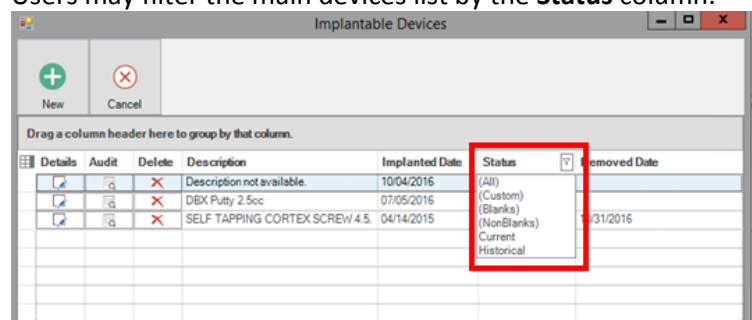 Users may filter the main devices list by the Status column.
Implantable Devices
New Cancel
Drag a column header here to group by that column.
Details Audit Delete Description Implanted Date Status Removed Date
Description not available. 10/04/2016 (All)
DBX Putty 2.5cc 07/05/2016 (Custom)
(Blanks)
SELF TAPPING CORTEX SCREW 4.5. 04/14/2015 (NonBlanks) 10/31/2016
Current
Historical